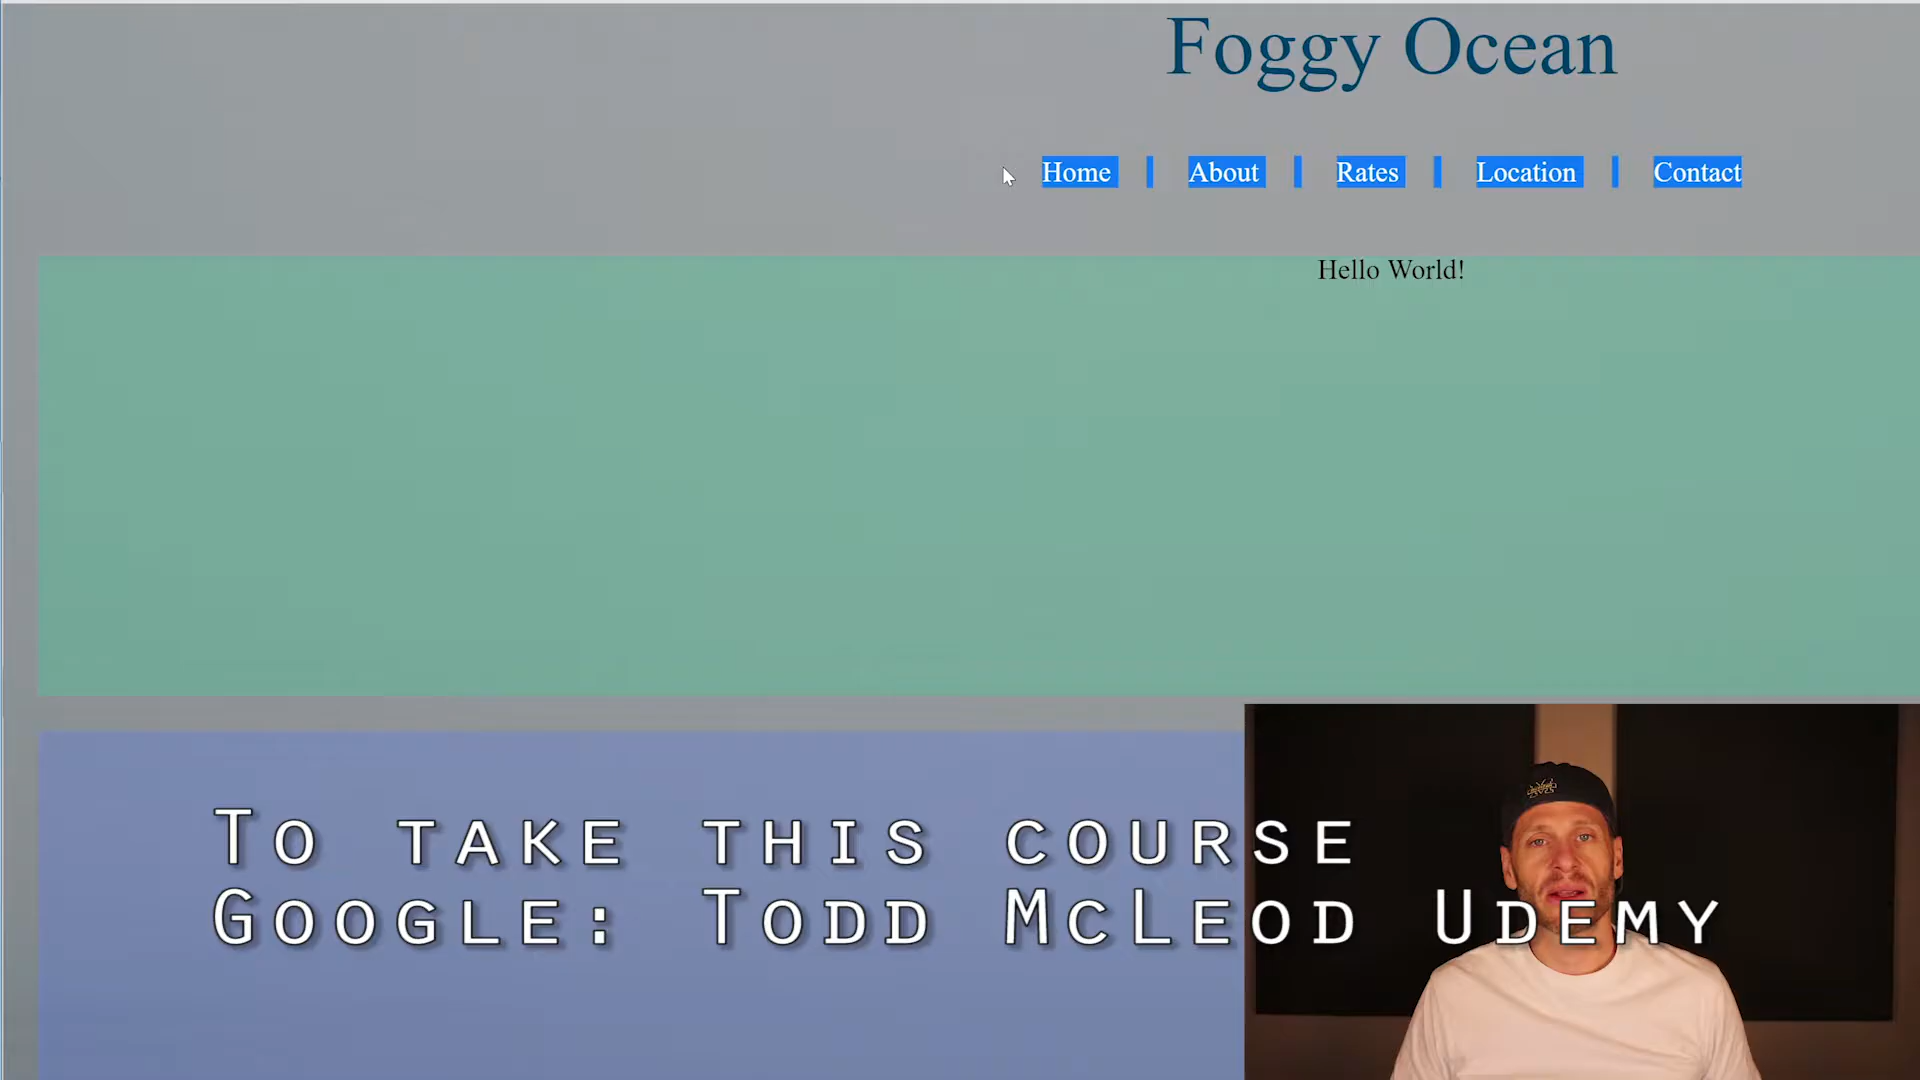 Foggy Ocean
Home | About | Rates | Location | Contact
Hello World!
To take this course
Google: Todd McLeod Udemy